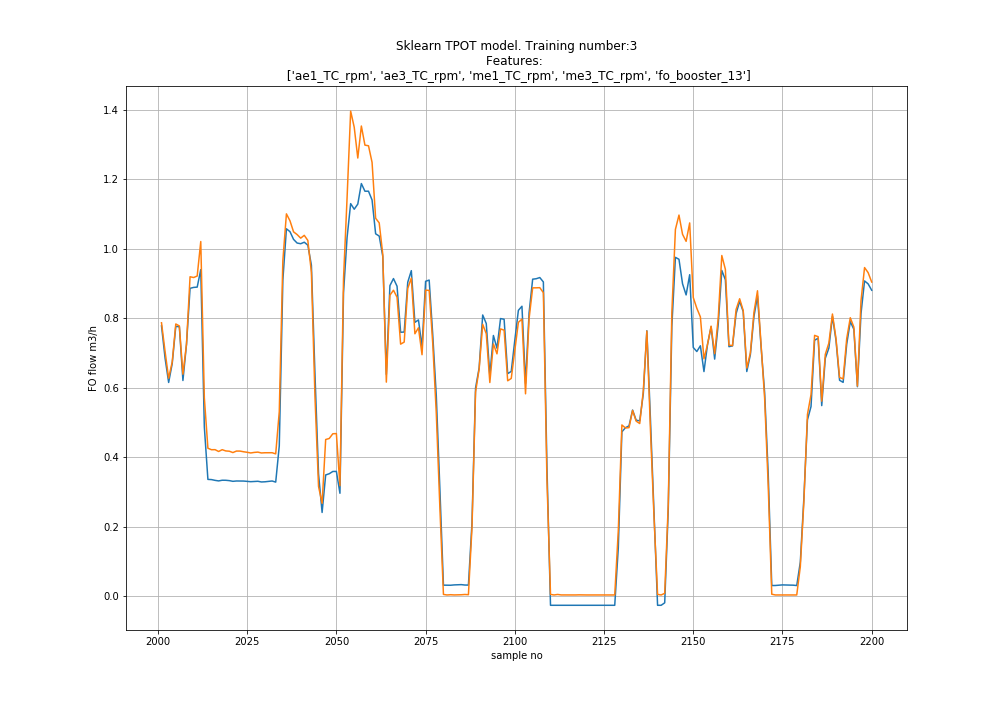 Sklearn TPOT model. Training number:3
Features:
['ae1_TC_rpm', 'ae3_TC_rpm', 'me1_TC_rpm', 'me3_TC_rpm', 'fo_booster_13']
1.4
1.2
1.0
0.8
0.6
0.4
0.2
0.0
FO flow m3/h
2000 2025 2050 2075 2100 2125 2150 2175 2200
sample no